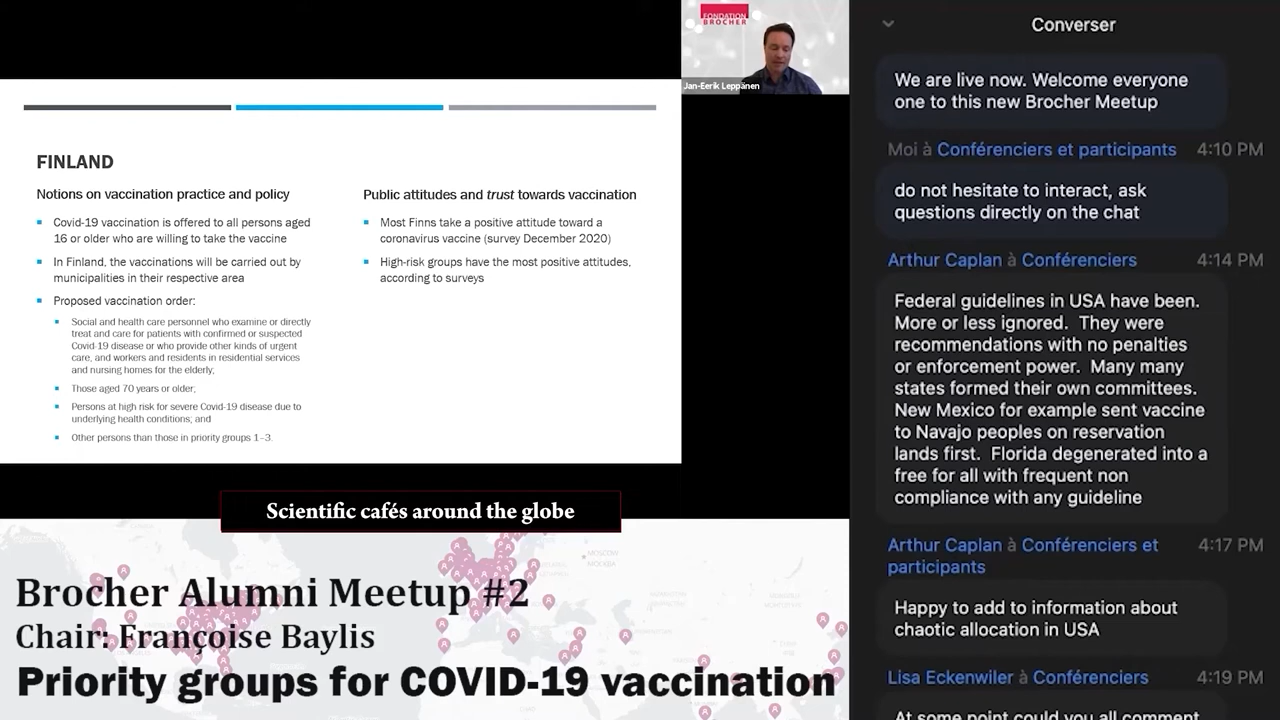 FONDATION
BROCHER
Jan-Eerik Leppänen
FINLAND
Notions on vaccination practice and policy
Covid-19 vaccination is offered to all persons aged
16 or older who are willing to take the vaccine
In Finland, the vaccinations will be carried out by
municipalities in their respective area
Proposed vaccination order:
Social and health care personnel who examine or directly
treat and care for patients with confirmed or suspected
Covid-19 disease or who provide other kinds of urgent
care, and workers and residents in residential services
and nursing homes for the elderly;
Those aged 70 years or older;
Persons at high risk for severe Covid-19 disease due to
underlying health conditions; and
Other persons than those in priority groups 1–3.
Public attitudes and trust towards vaccination
Most Finns take a positive attitude toward a
coronavirus vaccine (survey December 2020)
High-risk groups have the most positive attitudes,
according to surveys
Scientific cafés around the globe
Brocher Alumni Meetup #2
Chair: Françoise Baylis
Priority groups for COVID-19 vaccination
MOSCOW
МОСКВА
Converser
We are live now. Welcome everyone
one to this new Brocher Meetup
Moi à Conférenciers et participants 4:10 PM
do not hesitate to interact, ask
questions directly on the chat
Arthur Caplan à Conférenciers 4:14 PM
Federal guidelines in USA have been.
More or less ignored. They were
recommendations with no penalties
or enforcement power. Many many
states formed their own committees.
New Mexico for example sent vaccine
to Navajo peoples on reservation
lands first. Florida degenerated into a
free for all with frequent non
compliance with any guideline
Arthur Caplan à Conférenciers et 4:17 PM
participants
Happy to add to information about
chaotic allocation in USA
Lisa Eckenwiler à Conférenciers 4:19 PM
At some point could you all comment